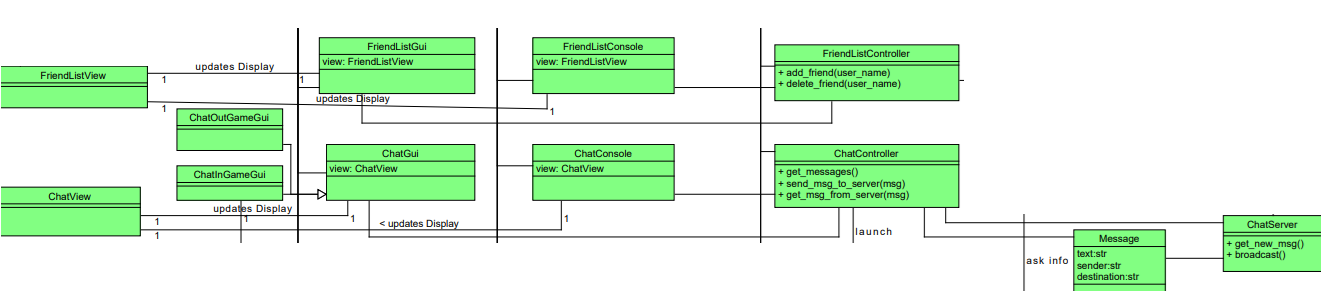 FriendListGui
view: FriendListView
FriendListConsole
view: FriendListView
FriendListController
+ add_friend(user_name)
+ delete_friend(user_name)
FriendListView
updates Display
1
1
updates Display
1
1
ChatOutGameGui
ChatInGameGui
ChatGui
view: ChatView
ChatConsole
view: ChatView
ChatController
+ get_messages()
+ send_msg_to_server(msg)
+ get_msg_from_server(msg)
ChatView
updates Display
1
1
1
< updates Display
1
1
launch
ask info
Message
text:str
sender:str
destination:str
ChatServer
+ get_new_msg()
+ broadcast()